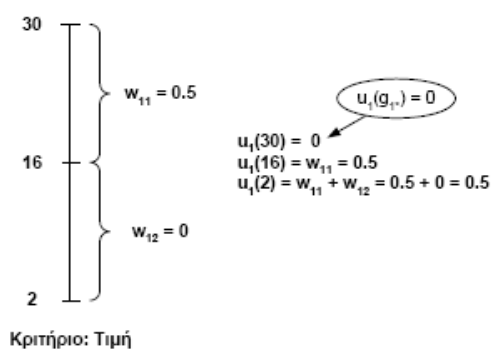 30
w₁₁ = 0.5
u₁(g₁*) = 0
u₁(30) = 0
16
u₁(16) = w₁₁ = 0.5
u₁(2) = w₁₁ + w₁₂ = 0.5 + 0 = 0.5
w₁₂ = 0
2
Κριτήριο: Τιμή